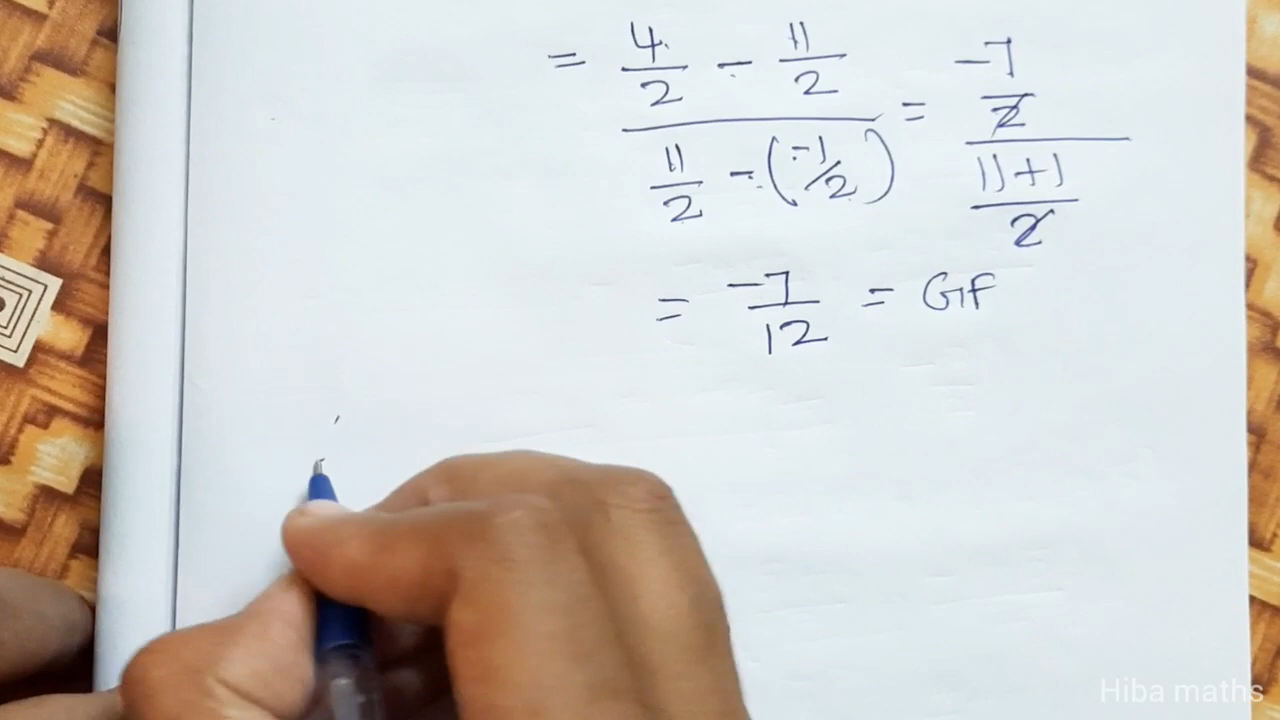 = 4/2 - 11/2 = -7/2
11/2 - (-1/2) 11+1/2
= -7/12 = GF
Hiba maths